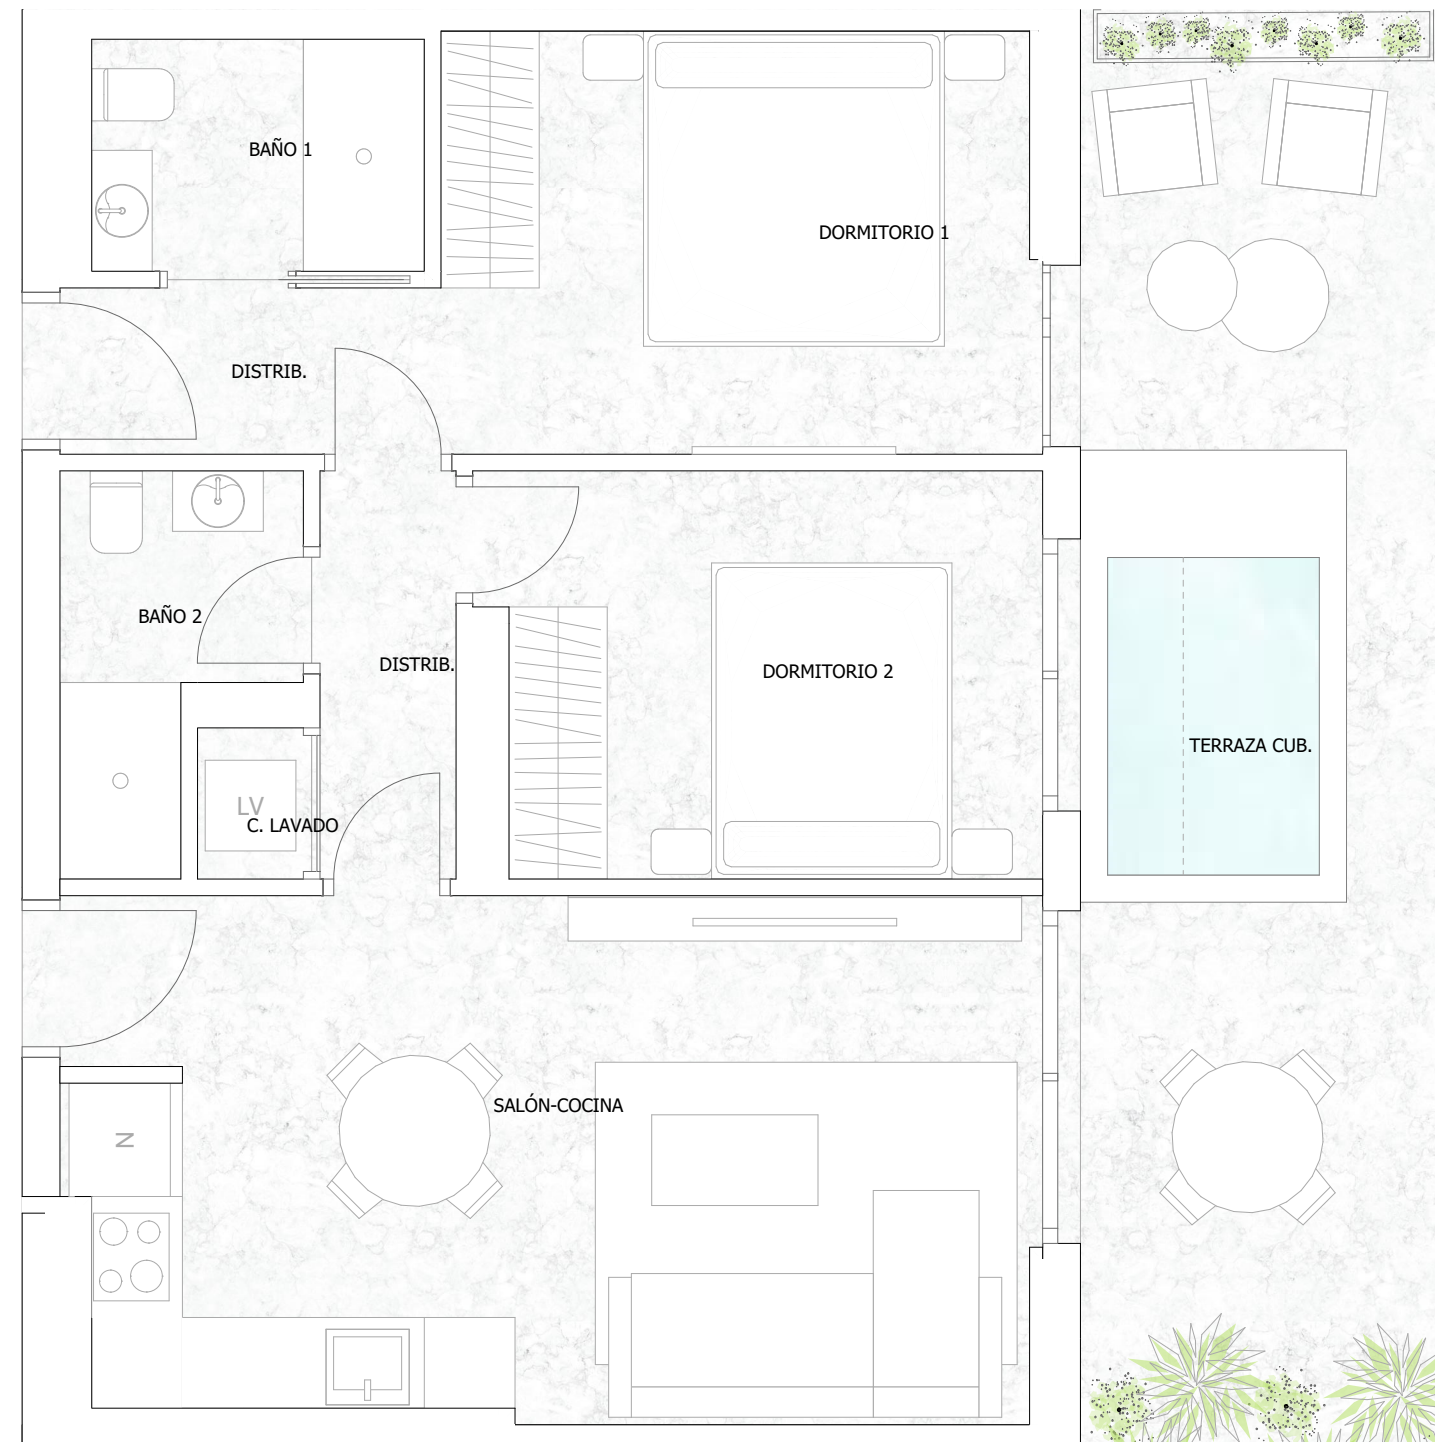 BAÑO 1
DORMITORIO 1
DISTRIB.
BAÑO 2
DISTRIB.
DORMITORIO 2
TERRAZA CUB.
LV
C. LAVADO
SALÓN-COCINA
N